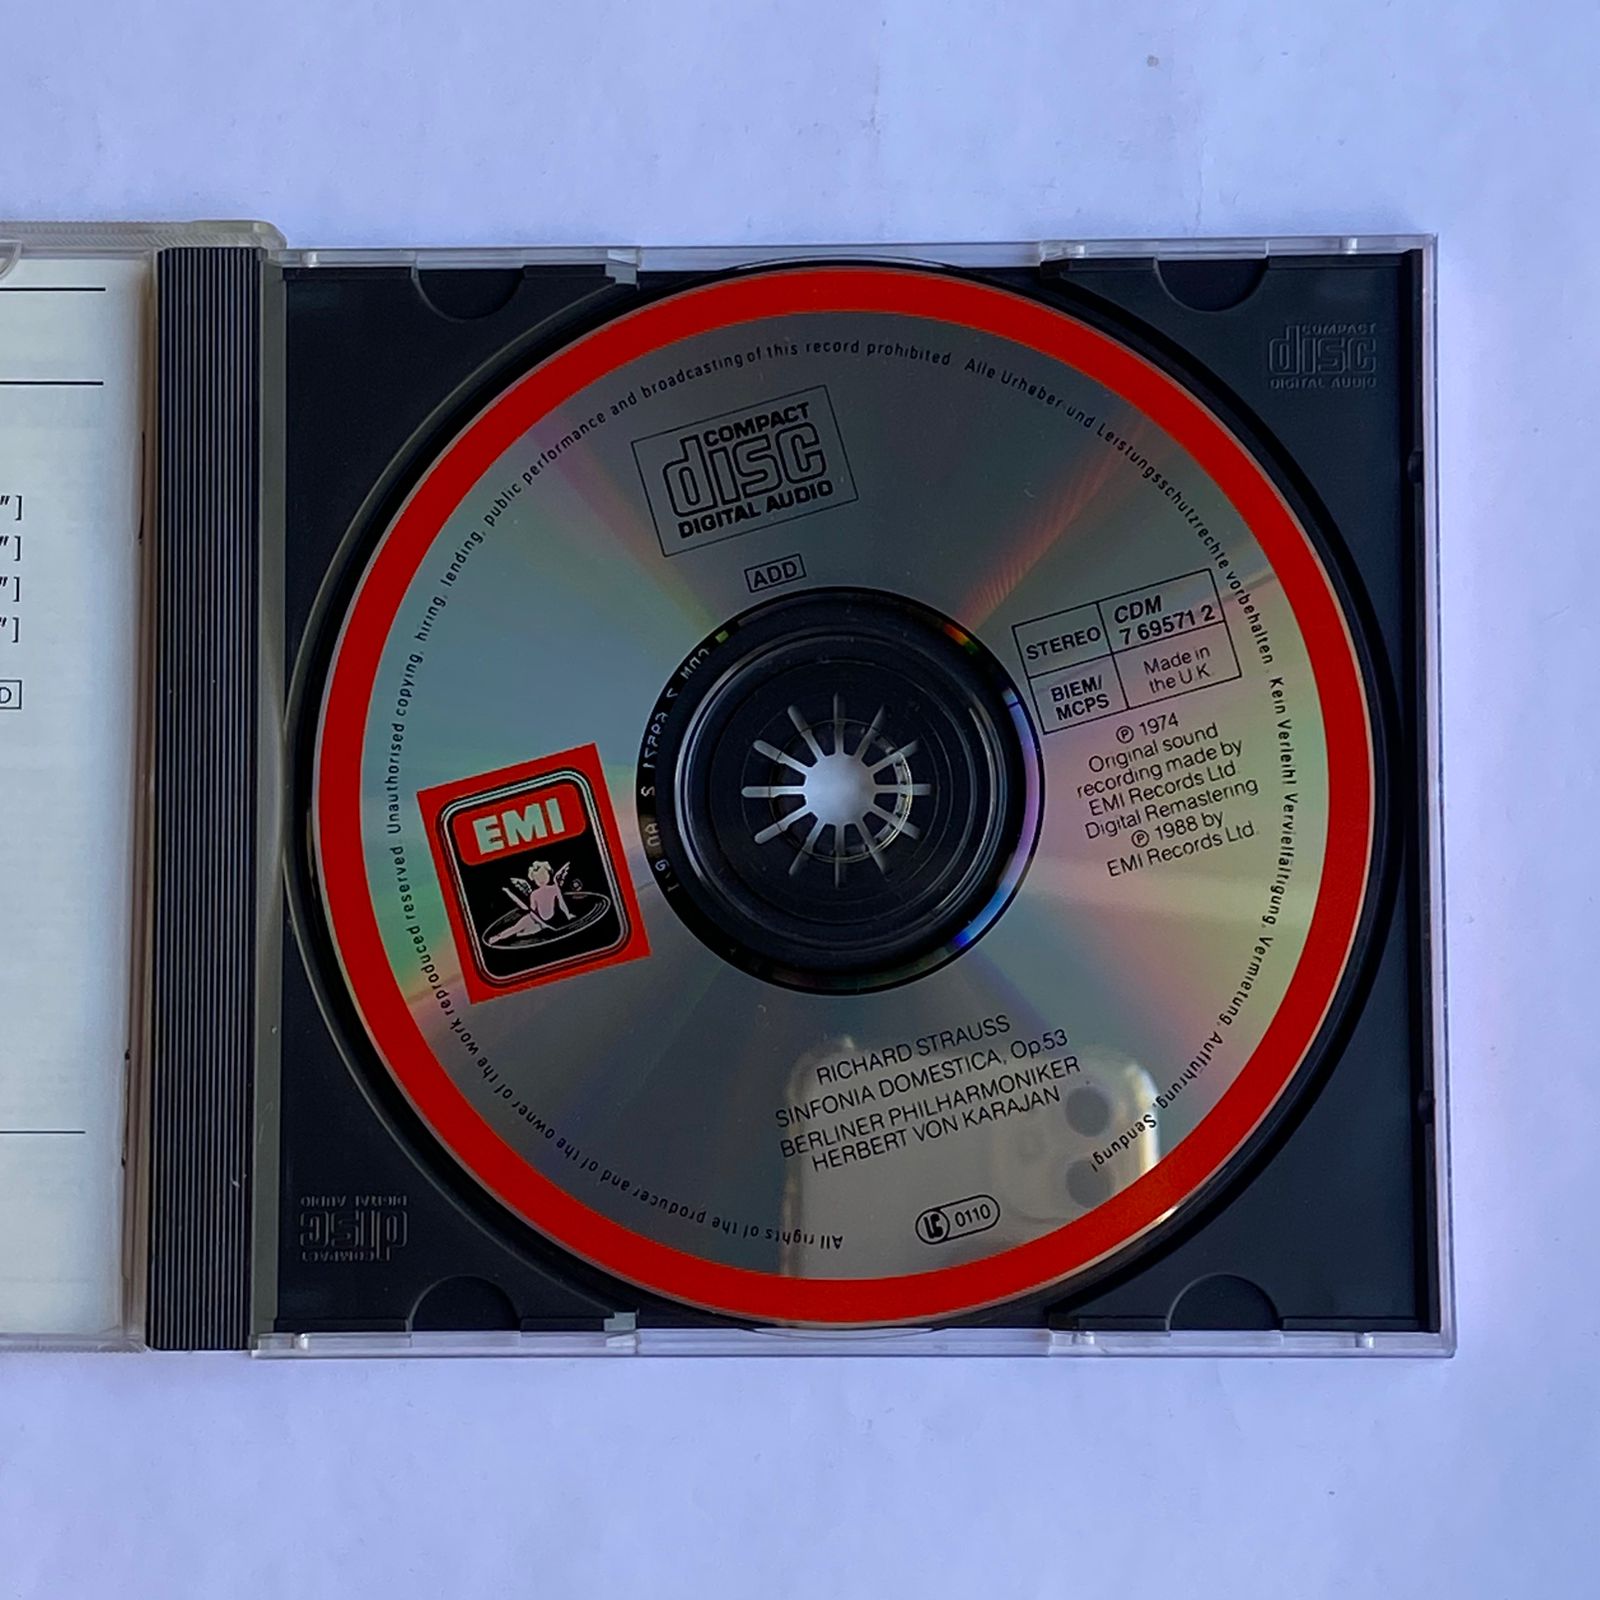 "]
"]
"]
"]
D
COMPACT
disc
DIGITAL AUDIO
COMPACT
disc
DIGITAL AUDIO
ADD
STEREO
CDM
7 69571 2
BIEM/
MCPS
Made in
the U K
℗ 1974
Original sound
recording made by
EMI Records Ltd
Digital Remastering
℗ 1988 by
EMI Records Ltd.
EMI
®
RICHARD STRAUSS
SINFONIA DOMESTICA, Op.53
BERLINER PHILHARMONIKER
HERBERT VON KARAJAN
LC 0110
All rights of the producer and of the owner of the work reproduced reserved. Unauthorised copying, hiring, lending, public performance and broadcasting of this record prohibited Alle Urheber-und Leistungsschutzrechte vorbehalten. Kein Verleih! Vervielfältigung, Vermietung, Aufführung, Sendung!
COMPACT
disc
DIGITAL AUDIO